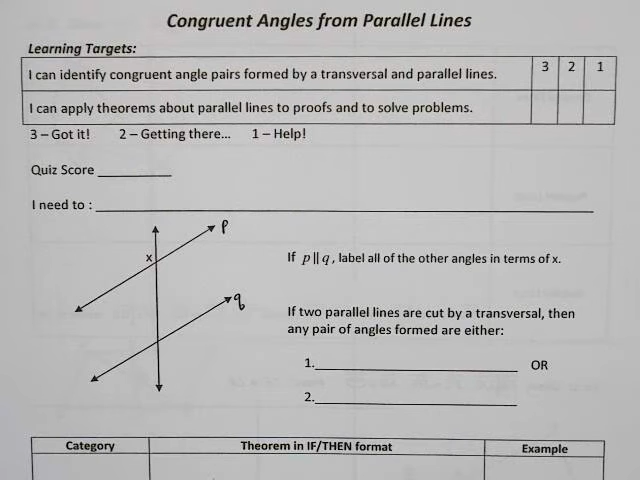 Congruent Angles from Parallel Lines
Learning Targets:
I can identify congruent angle pairs formed by a transversal and parallel lines.
3 2 1
I can apply theorems about parallel lines to proofs and to solve problems.
3 – Got it! 2 – Getting there... 1 – Help!
Quiz Score ________
I need to : ________
p
x
If p || q, label all of the other angles in terms of x.
q
If two parallel lines are cut by a transversal, then
any pair of angles formed are either:
1.________ OR
2.________
Category Theorem in IF/THEN format Example